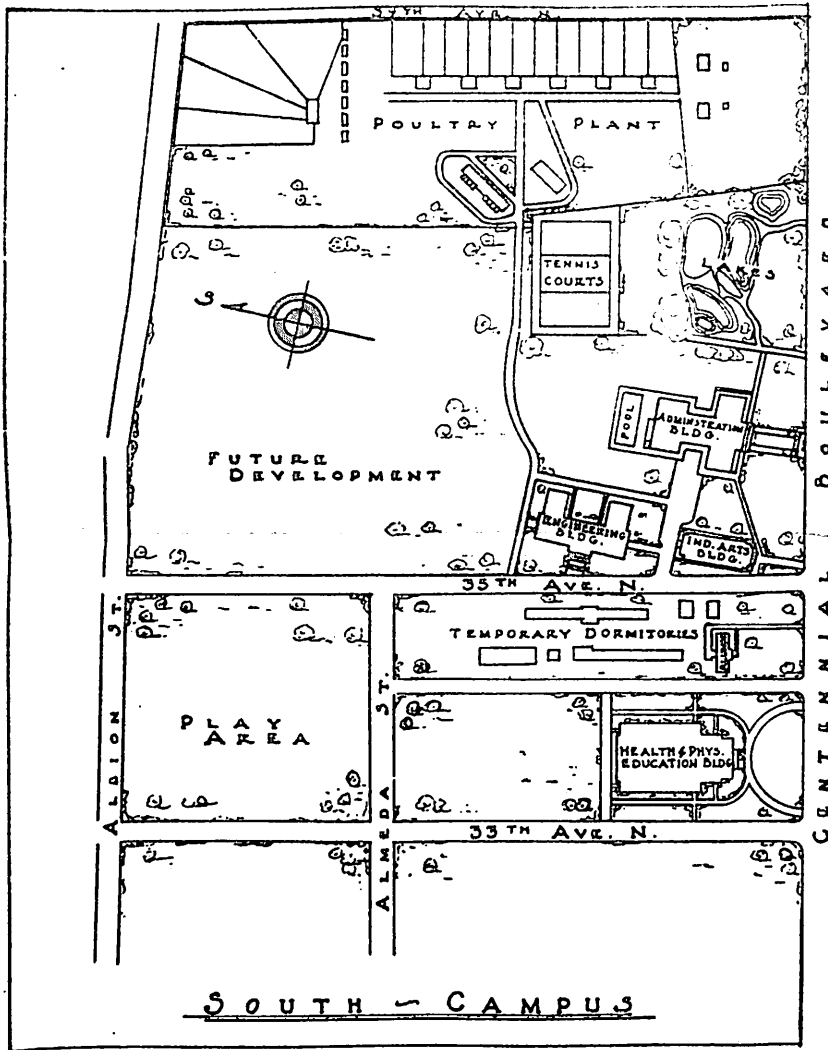 37TH AVE. N.
POULTRY PLANT
TENNIS
COURTS
LAKES
S
POOL
ADMINISTRATION
BLDG.
FUTURE
DEVELOPMENT
ENGINEERING
BLDG.
IND. ARTS
BLDG.
35TH AVE. N.
TEMPORARY DORMITORIES
PLAY
AREA
HEALTH & PHYS.
EDUCATION BLDG
33TH AVE. N.
ALBION ST.
ALMEDA ST.
CENTENNIAL BOULEVARD
SOUTH - CAMPUS